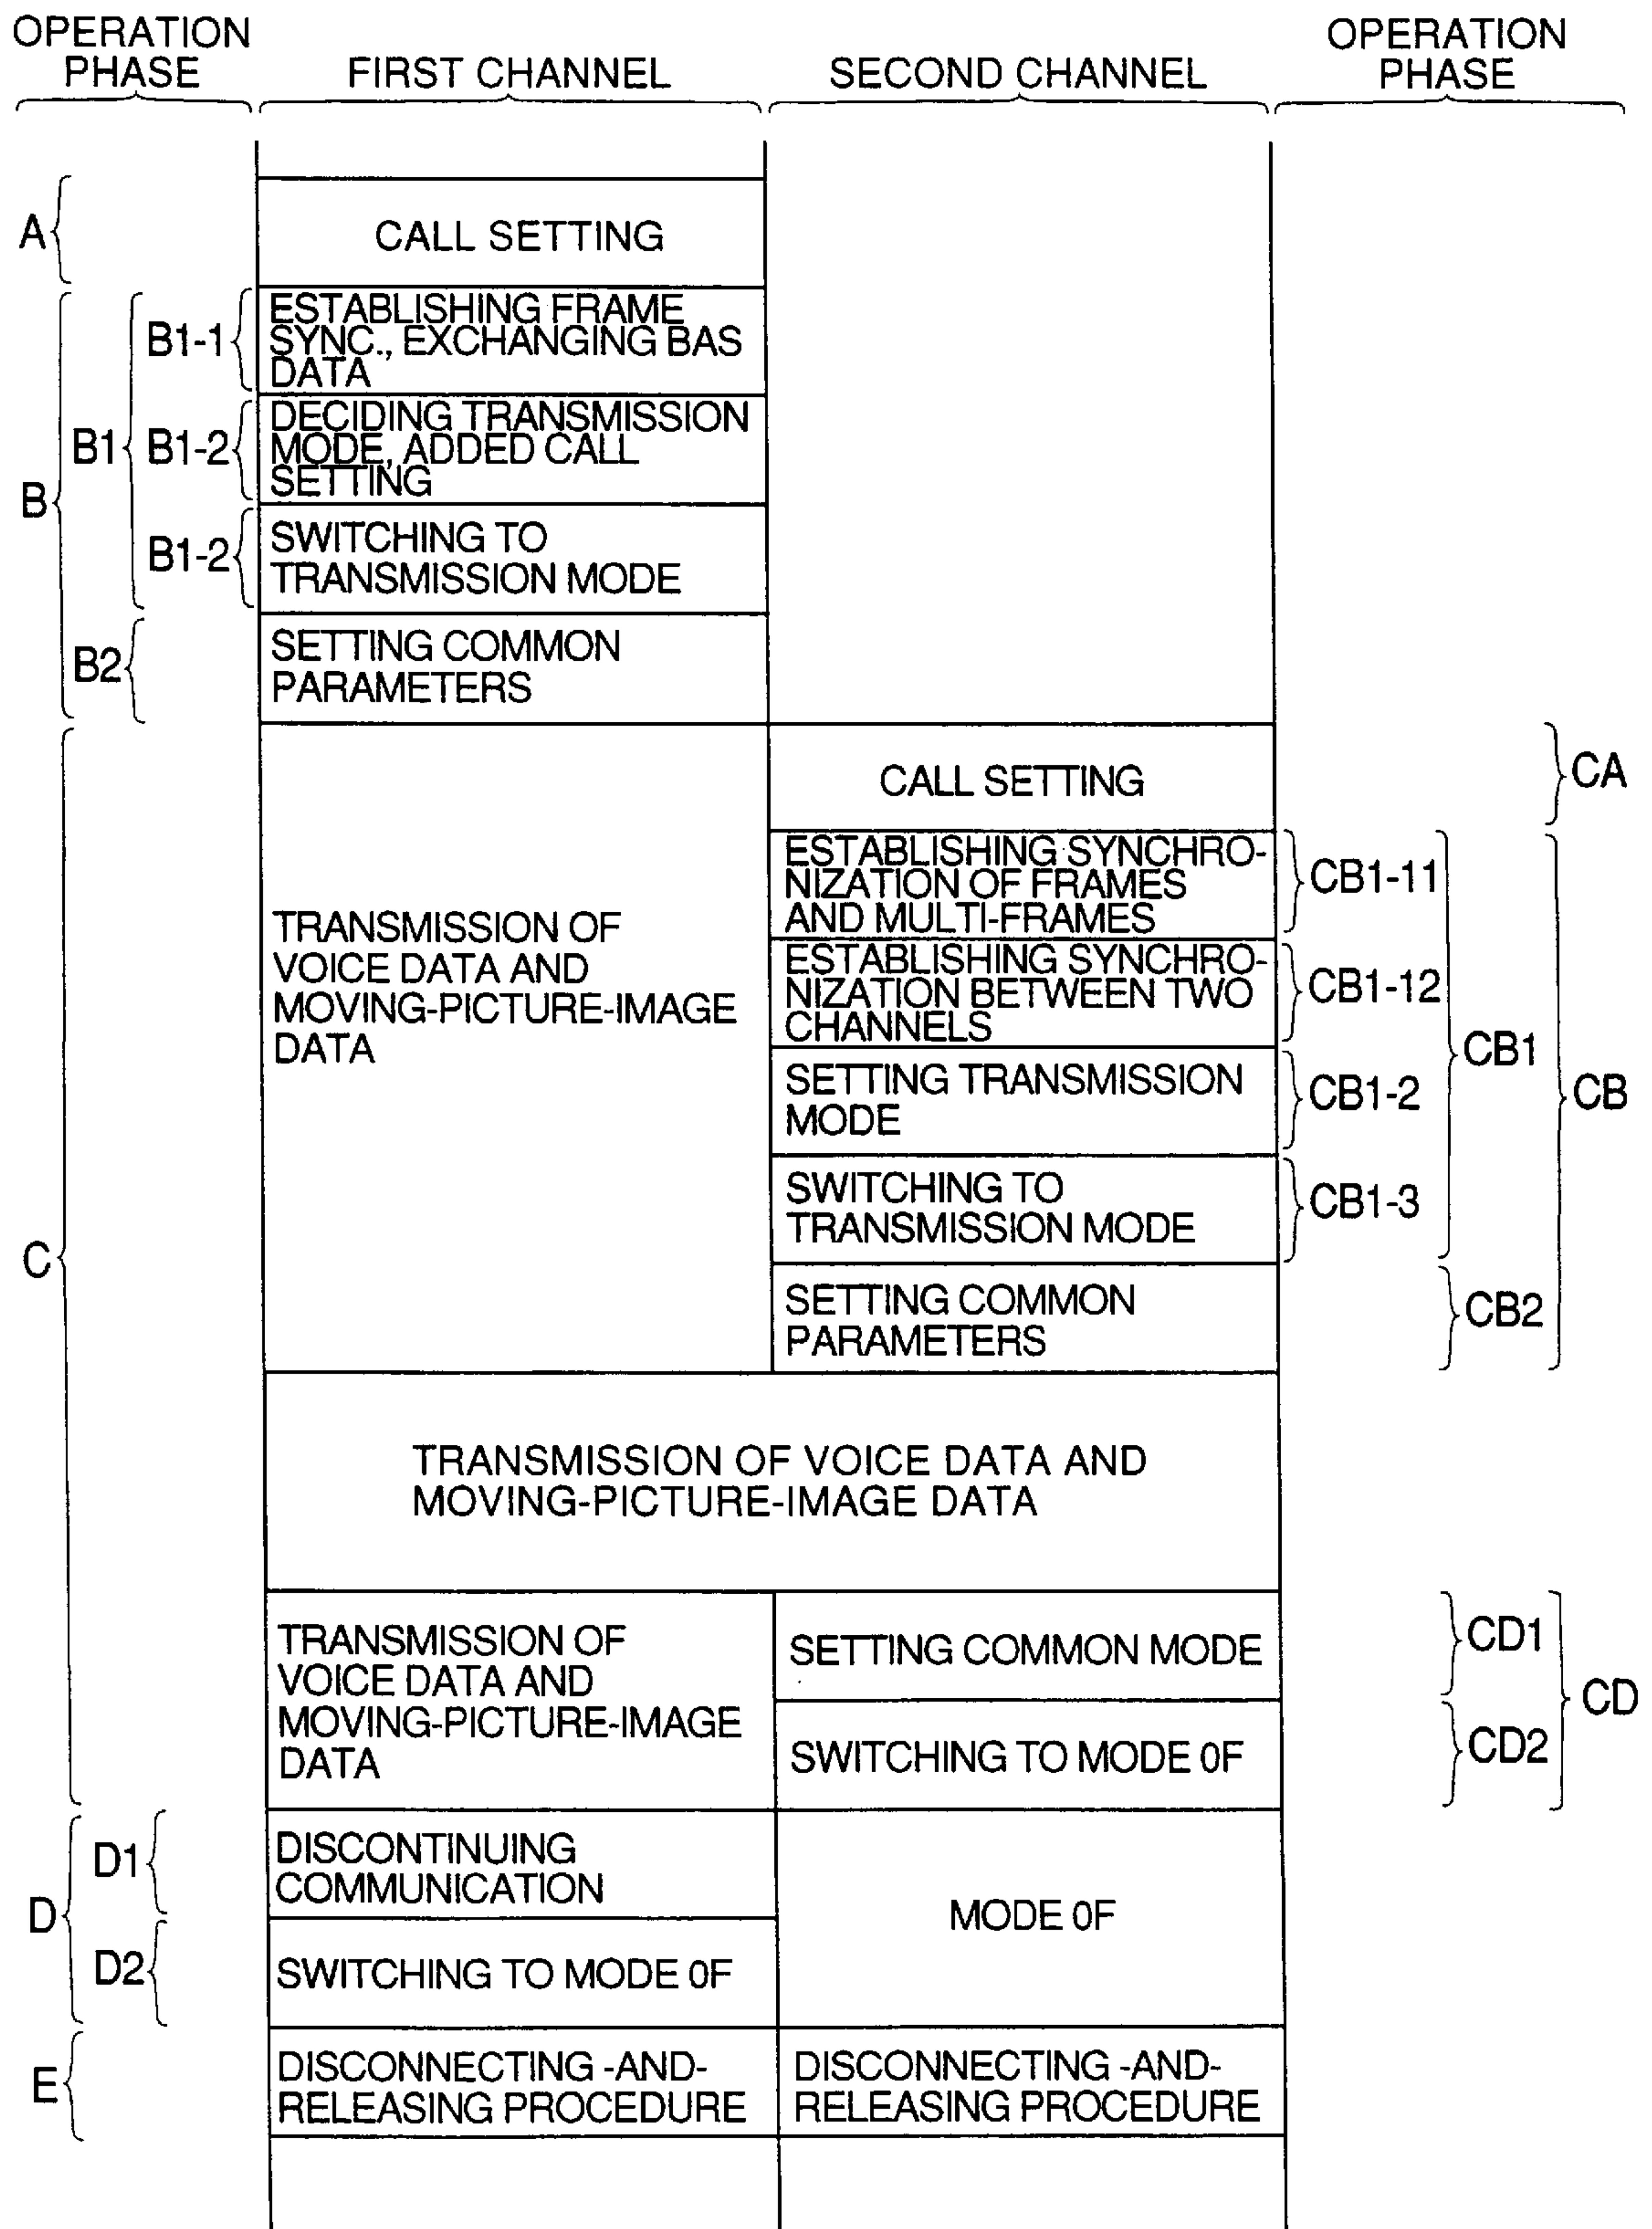 OPERATION
PHASE
FIRST CHANNEL
SECOND CHANNEL
OPERATION
PHASE
A
CALL SETTING
B
B1
B1-1
ESTABLISHING FRAME
SYNC., EXCHANGING BAS
DATA
B1-2
DECIDING TRANSMISSION
MODE, ADDED CALL
SETTING
B1-2
SWITCHING TO
TRANSMISSION MODE
B2
SETTING COMMON
PARAMETERS
C
TRANSMISSION OF
VOICE DATA AND
MOVING-PICTURE-IMAGE
DATA
CALL SETTING
CA
ESTABLISHING SYNCHRO-
NIZATION OF FRAMES
AND MULTI-FRAMES
CB1-11
ESTABLISHING SYNCHRO-
NIZATION BETWEEN TWO
CHANNELS
CB1-12
SETTING TRANSMISSION
MODE
CB1-2
SWITCHING TO
TRANSMISSION MODE
CB1-3
CB1
SETTING COMMON
PARAMETERS
CB2
CB
TRANSMISSION OF VOICE DATA AND
MOVING-PICTURE-IMAGE DATA
TRANSMISSION OF
VOICE DATA AND
MOVING-PICTURE-IMAGE
DATA
SETTING COMMON MODE
CD1
SWITCHING TO MODE 0F
CD2
CD
D
D1
DISCONTINUING
COMMUNICATION
D2
SWITCHING TO MODE 0F
MODE 0F
E
DISCONNECTING -AND-
RELEASING PROCEDURE
DISCONNECTING -AND-
RELEASING PROCEDURE